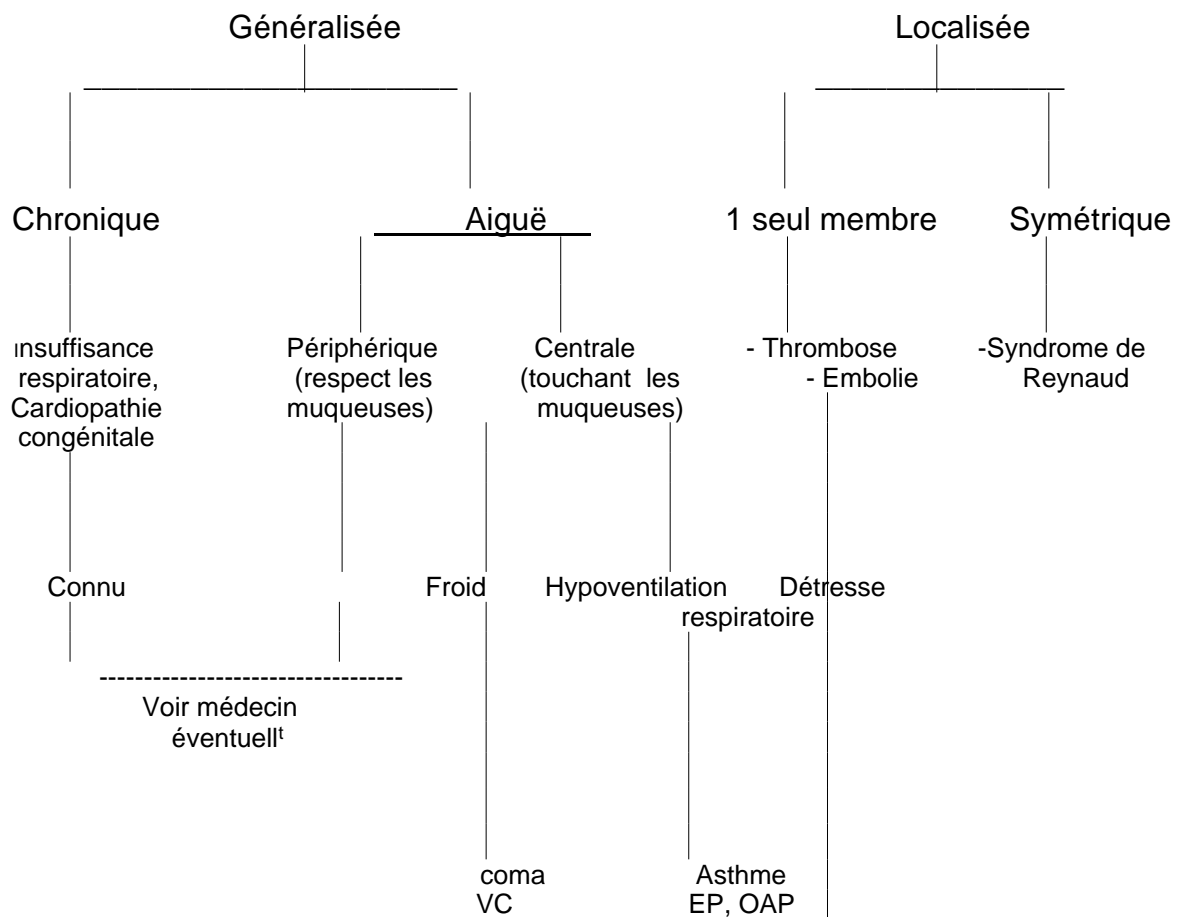 Généralisée Localisée
Chronique Aiguë 1 seul membre Symétrique
Insuffisance
respiratoire,
Cardiopathie
congénitale
Périphérique
(respect les
muqueuses)
Centrale
(touchant les
muqueuses)
- Thrombose
- Embolie
-Syndrome de
Reynaud
Connu Froid Hypoventilation Détresse
respiratoire
---------------------------------
Voir médecin
éventuellᵗ
coma
VC
Asthme
EP, OAP